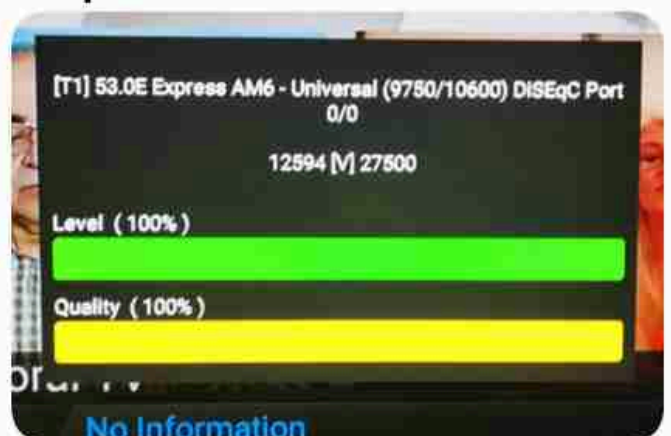 [T1] 53.0E Express AM6 - Universal (9750/10600) DiSEqC Port
0/0
12594 [V] 27500
Level ( 100% )
Quality ( 100% )
No Information